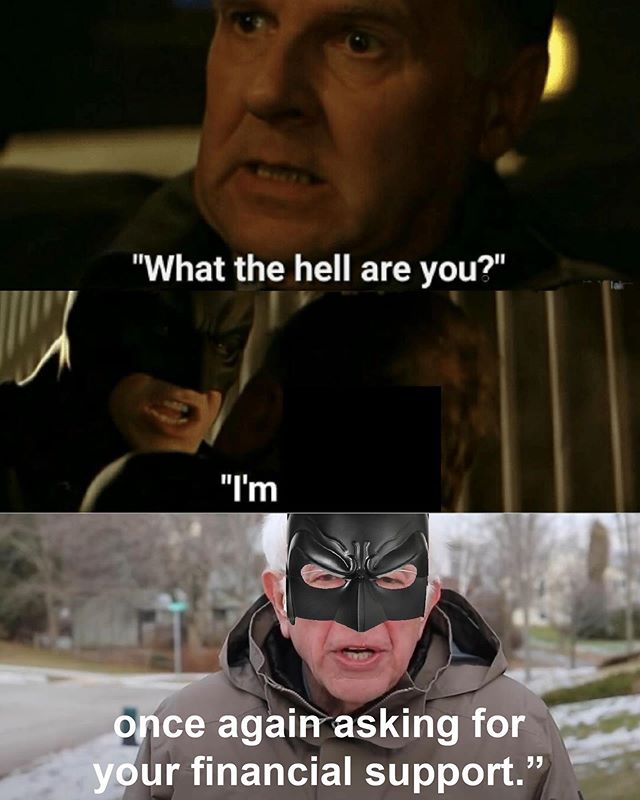 "What the hell are you?"
"I'm
once again asking for
your financial support.”